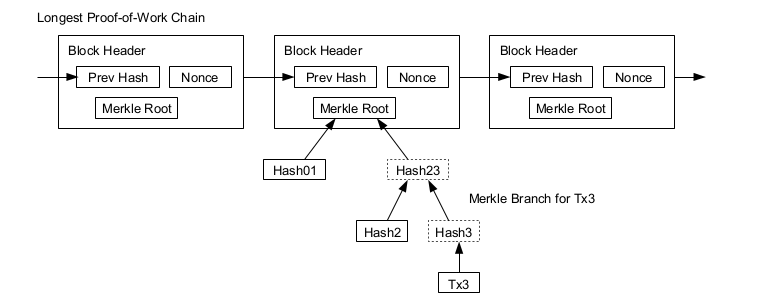 Longest Proof-of-Work Chain
Block Header
Block Header
Block Header
Prev Hash
Nonce
Prev Hash
Nonce
Prev Hash
Nonce
Merkle Root
Merkle Root
Merkle Root
Hash01
Hash23
Merkle Branch for Tx3
Hash2
Hash3
Tx3